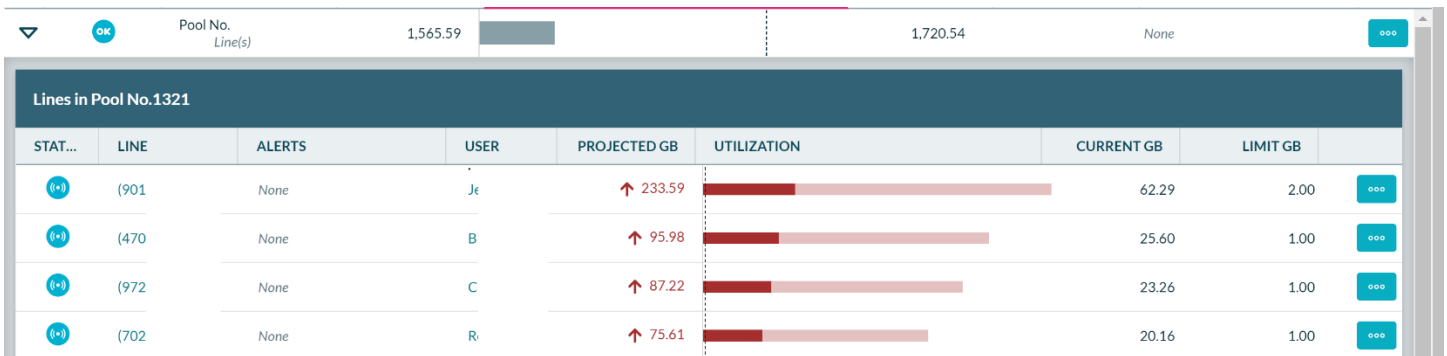 OK Pool No. 1,565.59 1,720.54 None
Line(s)
Lines in Pool No.1321
STAT... LINE ALERTS USER PROJECTED GB UTILIZATION CURRENT GB LIMIT GB
(901 None Je 233.59 62.29 2.00
(470 None B 95.98 25.60 1.00
(972 None C 87.22 23.26 1.00
(702 None R 75.61 20.16 1.00